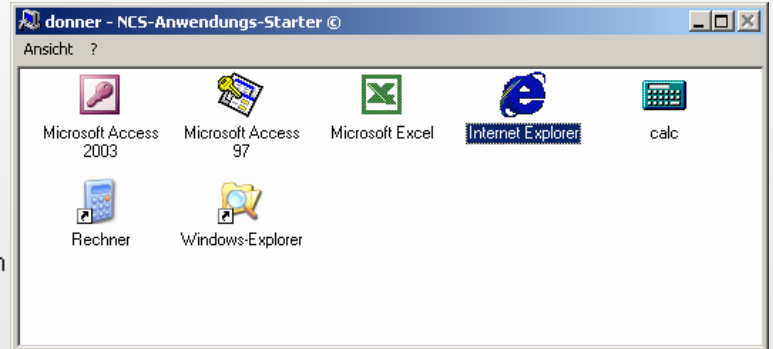 donner - NCS-Anwendungs-Starter ©
Ansicht ?
Microsoft Access 2003
Microsoft Access 97
Microsoft Excel
Internet Explorer
calc
Rechner
Windows-Explorer
n